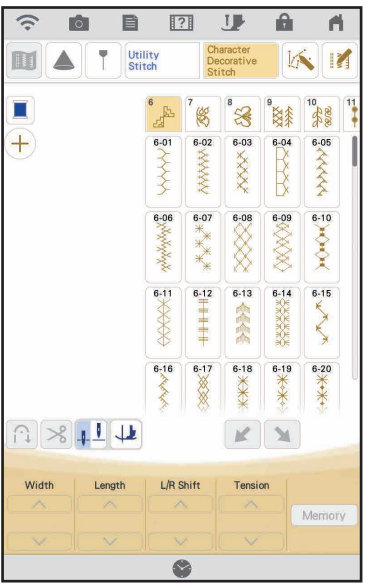 Utility
Stitch
Character
Decorative
Stitch
6 7 8 9 10 11
6-01 6-02 6-03 6-04 6-05
6-06 6-07 6-08 6-09 6-10
6-11 6-12 6-13 6-14 6-15
6-16 6-17 6-18 6-19 6-20
Width Length L/R Shift Tension
Memory